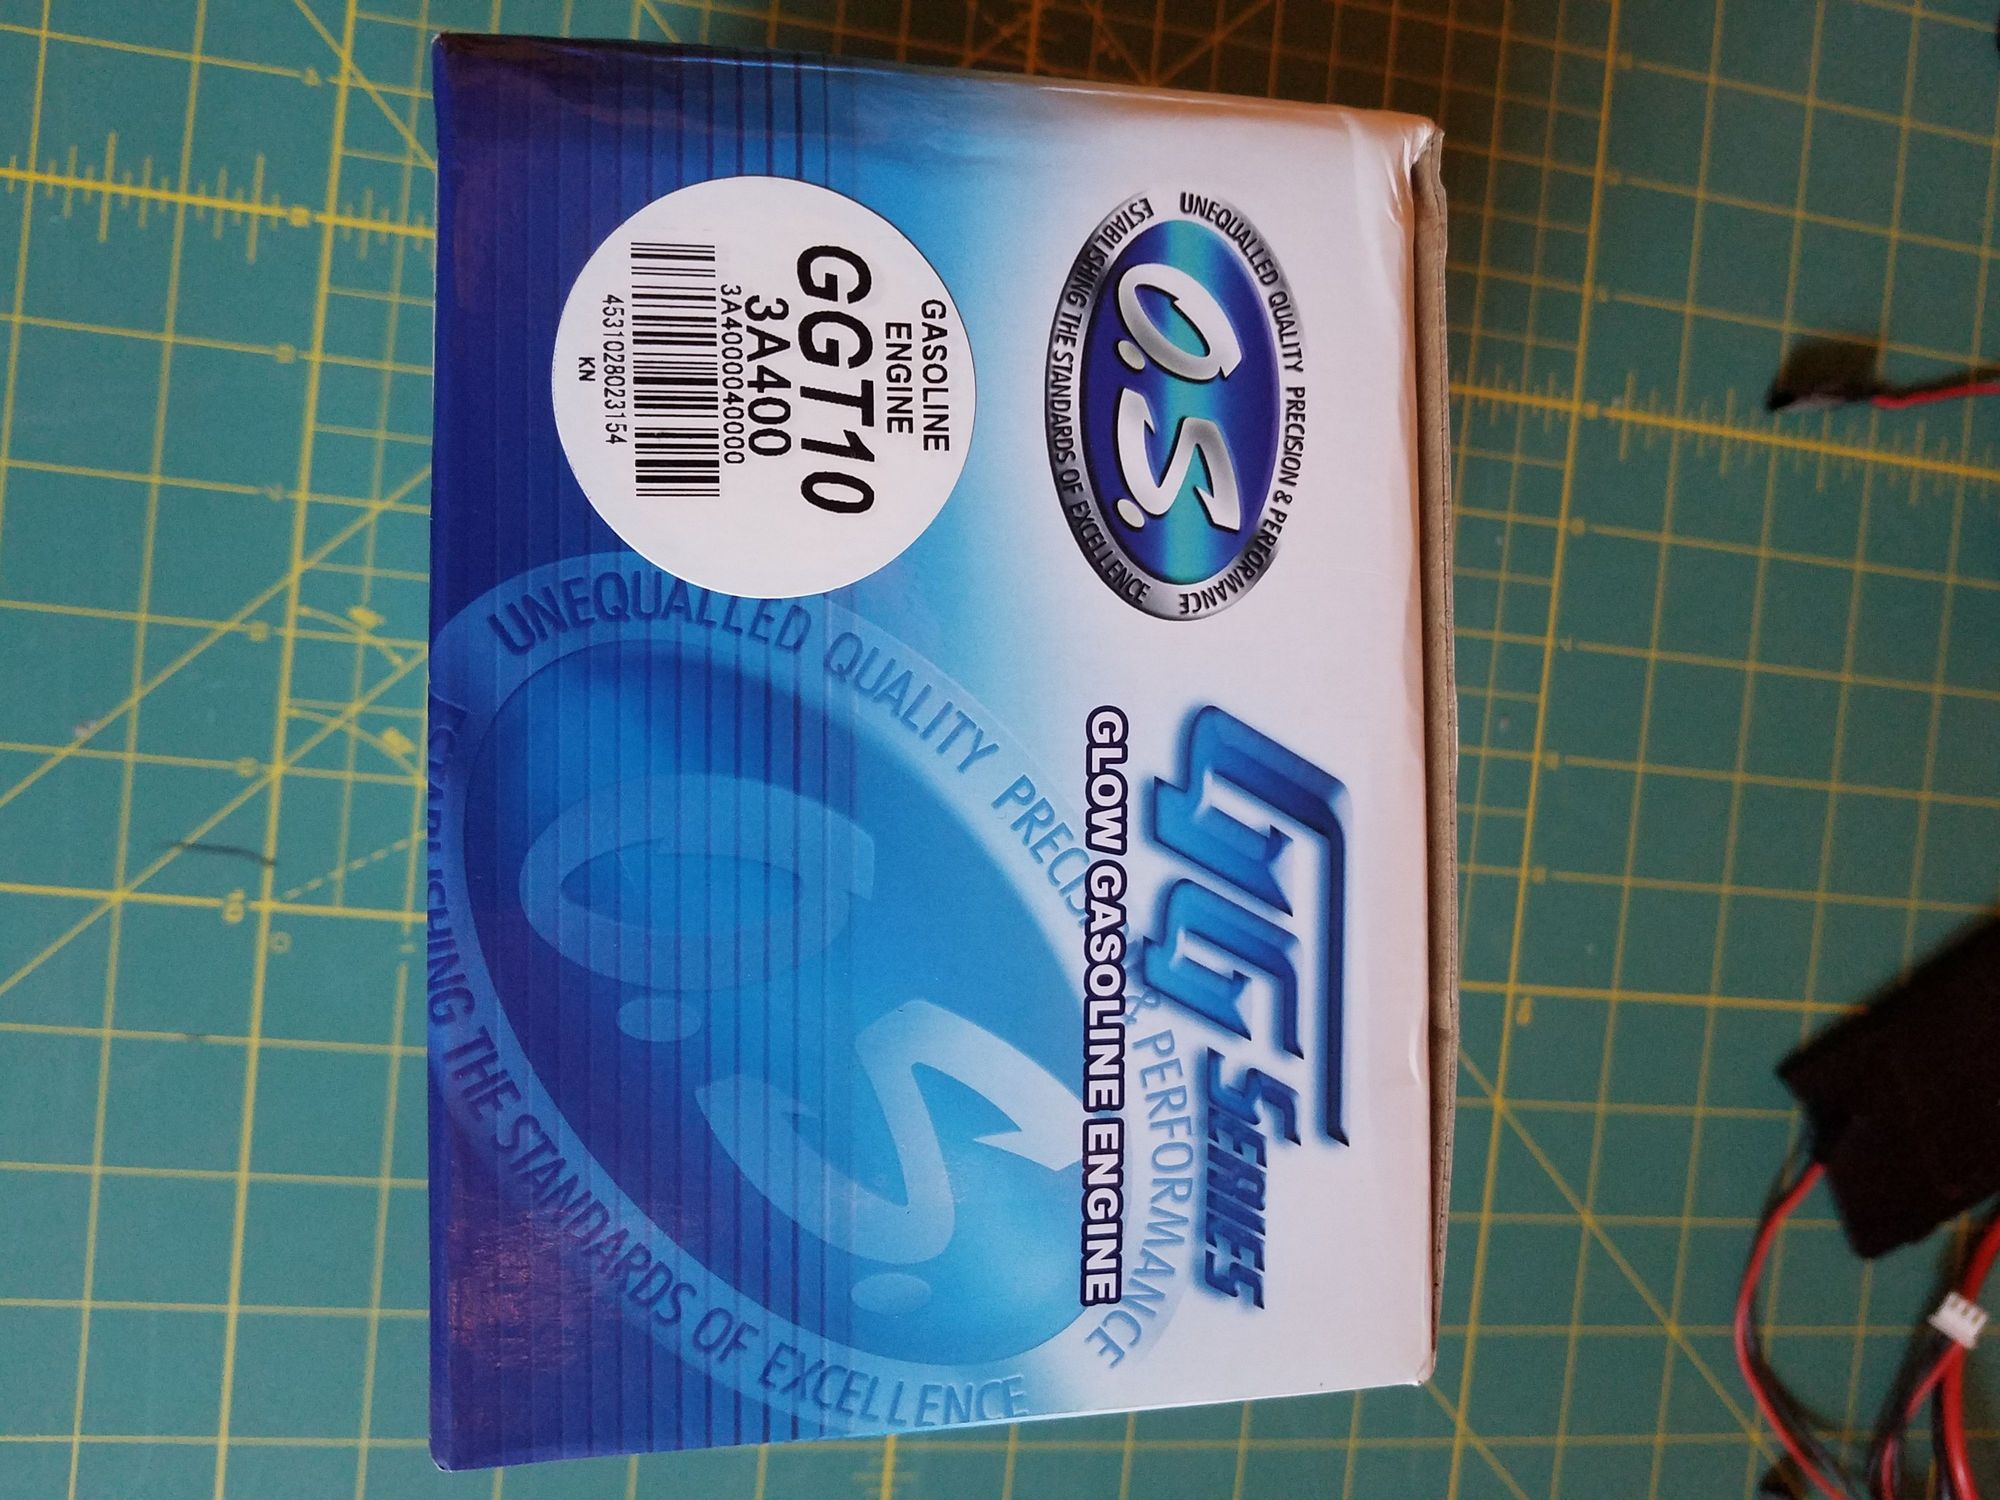 UNEQUALLED QUALITY PRECISION & PERFORMANCE
O.S.
ESTABLISHING THE STANDARDS OF EXCELLENCE
GG SERIES
GLOW GASOLINE ENGINE
GASOLINE
ENGINE
GGT10
3A400
3A40000040000
4531028023154
KN
UNEQUALLED QUALITY PRECISION & PERFORMANCE
O.S.
ESTABLISHING THE STANDARDS OF EXCELLENCE